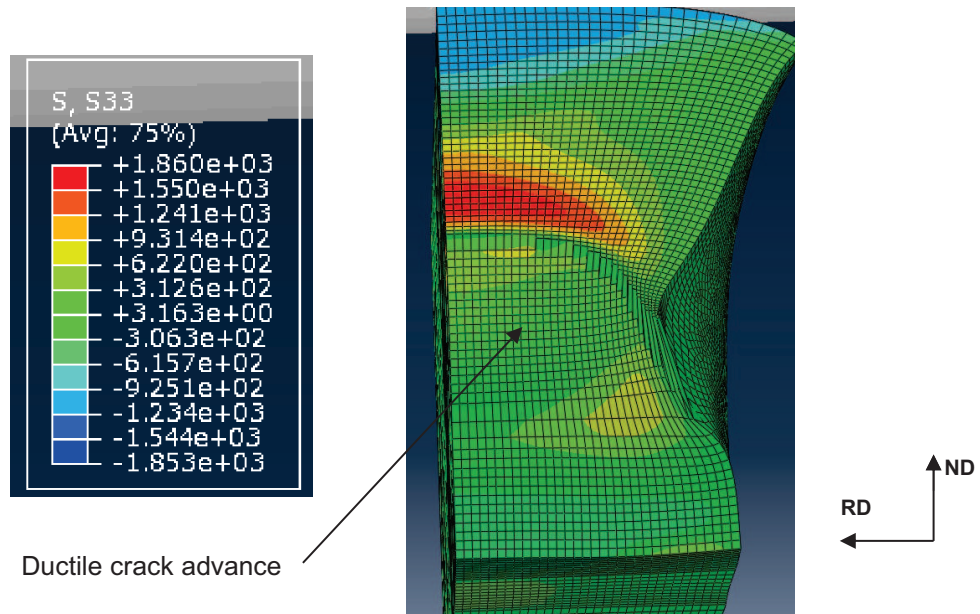 S, S33
(Avg: 75%)
+1.860e+03
+1.550e+03
+1.241e+03
+9.314e+02
+6.220e+02
+3.126e+02
+3.163e+00
-3.063e+02
-6.157e+02
-9.251e+02
-1.234e+03
-1.544e+03
-1.853e+03
ND
RD
Ductile crack advance